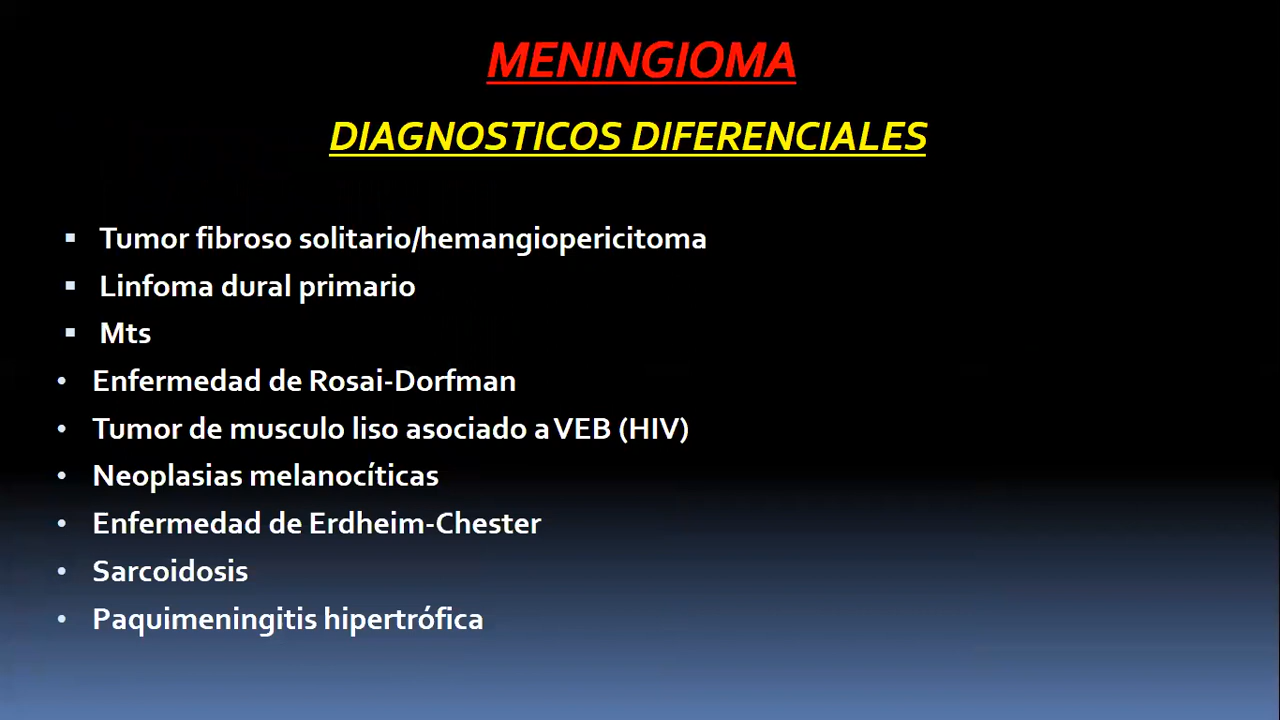 MENINGIOMA
DIAGNOSTICOS DIFERENCIALES
▪ Tumor fibroso solitario/hemangiopericitoma
▪ Linfoma dural primario
▪ Mts
• Enfermedad de Rosai-Dorfman
• Tumor de musculo liso asociado a VEB (HIV)
• Neoplasias melanocíticas
• Enfermedad de Erdheim-Chester
• Sarcoidosis
• Paquimeningitis hipertrófica